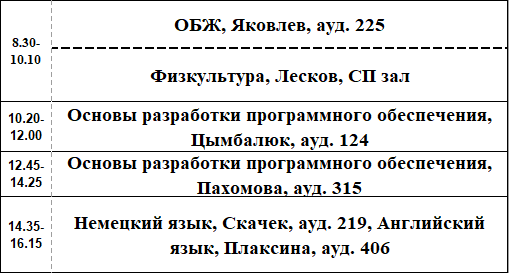 ОБЖ, Яковлев, ауд. 225
8.30-
10.10
Физкультура, Лесков, СП зал
10.20-
12.00
Основы разработки программного обеспечения,
Цымбалюк, ауд. 124
12.45-
14.25
Основы разработки программного обеспечения,
Пахомова, ауд. 315
14.35-
16.15
Немецкий язык, Скачек, ауд. 219, Английский
язык, Плаксина, ауд. 406